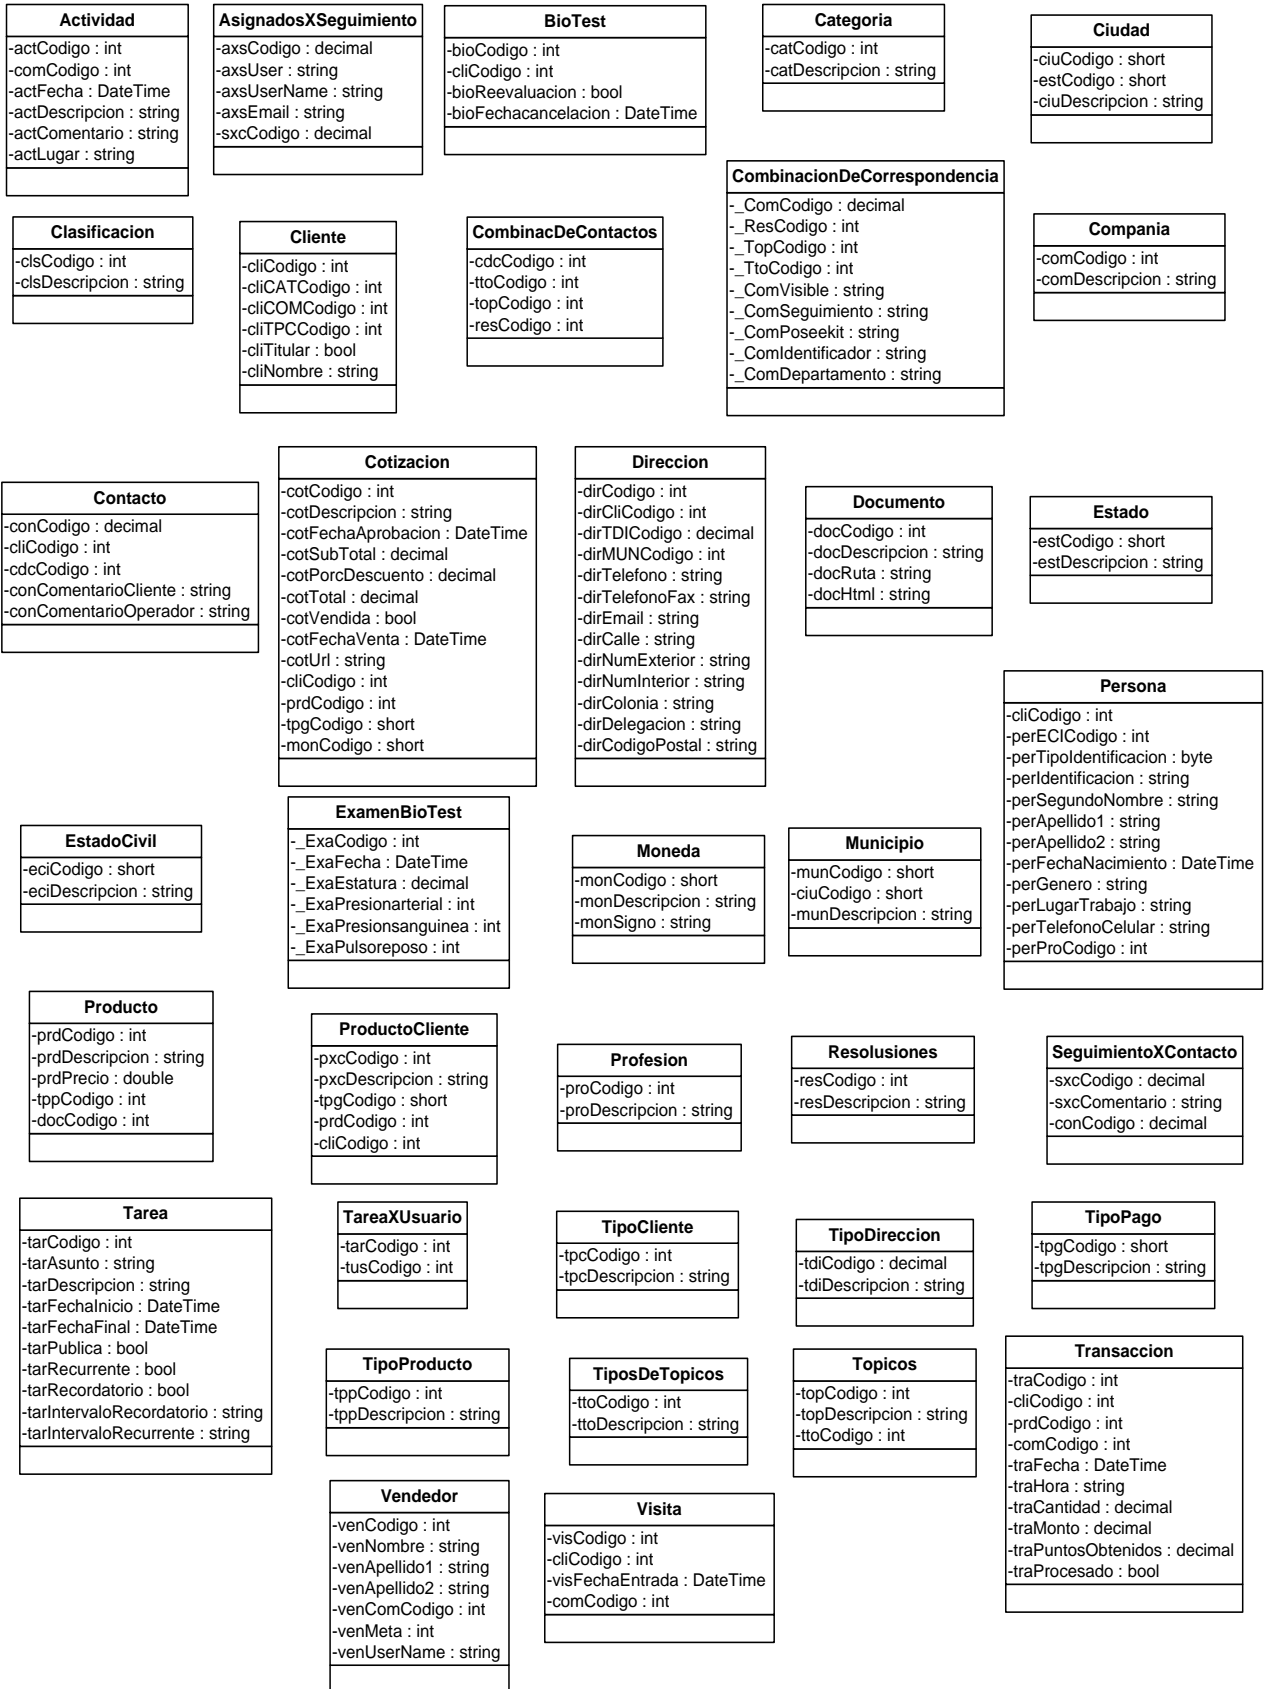 Actividad
-actCodigo : int
-comCodigo : int
-actFecha : DateTime
-actDescripcion : string
-actComentario : string
-actLugar : string
AsignadosXSeguimiento
-axsCodigo : decimal
-axsUser : string
-axsUserName : string
-axsEmail : string
-sxcCodigo : decimal
BioTest
-bioCodigo : int
-cliCodigo : int
-bioReevaluacion : bool
-bioFechacancelacion : DateTime
Categoria
-catCodigo : int
-catDescripcion : string
Ciudad
-ciuCodigo : short
-estCodigo : short
-ciuDescripcion : string
Clasificacion
-clsCodigo : int
-clsDescripcion : string
Cliente
-cliCodigo : int
-cliCATCodigo : int
-cliCOMCodigo : int
-cliTPCCodigo : int
-cliTitular : bool
-cliNombre : string
CombinacDeContactos
-cdcCodigo : int
-ttoCodigo : int
-topCodigo : int
-resCodigo : int
CombinacionDeCorrespondencia
-_ComCodigo : decimal
-_ResCodigo : int
-_TopCodigo : int
-_TtoCodigo : int
-_ComVisible : string
-_ComSeguimiento : string
-_ComPoseekit : string
-_ComIdentificador : string
-_ComDepartamento : string
Compania
-comCodigo : int
-comDescripcion : string
Contacto
-conCodigo : decimal
-cliCodigo : int
-cdcCodigo : int
-conComentarioCliente : string
-conComentarioOperador : string
Cotizacion
-cotCodigo : int
-cotDescripcion : string
-cotFechaAprobacion : DateTime
-cotSubTotal : decimal
-cotPorcDescuento : decimal
-cotTotal : decimal
-cotVendida : bool
-cotFechaVenta : DateTime
-cotUrl : string
-cliCodigo : int
-prdCodigo : int
-tpgCodigo : short
-monCodigo : short
Direccion
-dirCodigo : int
-dirCliCodigo : int
-dirTDICodigo : decimal
-dirMUNCodigo : int
-dirTelefono : string
-dirTelefonoFax : string
-dirEmail : string
-dirCalle : string
-dirNumExterior : string
-dirNumInterior : string
-dirColonia : string
-dirDelegacion : string
-dirCodigoPostal : string
Documento
-docCodigo : int
-docDescripcion : string
-docRuta : string
-docHtml : string
Estado
-estCodigo : short
-estDescripcion : string
EstadoCivil
-eciCodigo : short
-eciDescripcion : string
ExamenBioTest
-_ExaCodigo : int
-_ExaFecha : DateTime
-_ExaEstatura : decimal
-_ExaPresionarterial : int
-_ExaPresionsanguinea : int
-_ExaPulsoreposo : int
Moneda
-monCodigo : short
-monDescripcion : string
-monSigno : string
Municipio
-munCodigo : short
-ciuCodigo : short
-munDescripcion : string
Persona
-cliCodigo : int
-perECICodigo : int
-perTipoIdentificacion : byte
-perIdentificacion : string
-perSegundoNombre : string
-perApellido1 : string
-perApellido2 : string
-perFechaNacimiento : DateTime
-perGenero : string
-perLugarTrabajo : string
-perTelefonoCelular : string
-perProCodigo : int
Producto
-prdCodigo : int
-prdDescripcion : string
-prdPrecio : double
-tppCodigo : int
-docCodigo : int
ProductoCliente
-pxcCodigo : int
-pxcDescripcion : string
-tpgCodigo : short
-prdCodigo : int
-cliCodigo : int
Profesion
-proCodigo : int
-proDescripcion : string
Resolusiones
-resCodigo : int
-resDescripcion : string
SeguimientoXContacto
-sxcCodigo : decimal
-sxcComentario : string
-conCodigo : decimal
Tarea
-tarCodigo : int
-tarAsunto : string
-tarDescripcion : string
-tarFechaInicio : DateTime
-tarFechaFinal : DateTime
-tarPublica : bool
-tarRecurrente : bool
-tarRecordatorio : bool
-tarIntervaloRecordatorio : string
-tarIntervaloRecurrente : string
TareaXUsuario
-tarCodigo : int
-tusCodigo : int
TipoCliente
-tpcCodigo : int
-tpcDescripcion : string
TipoDireccion
-tdiCodigo : decimal
-tdiDescripcion : string
TipoPago
-tpgCodigo : short
-tpgDescripcion : string
TipoProducto
-tppCodigo : int
-tppDescripcion : string
TiposDeTopicos
-ttoCodigo : int
-ttoDescripcion : string
Topicos
-topCodigo : int
-topDescripcion : string
-ttoCodigo : int
Transaccion
-traCodigo : int
-cliCodigo : int
-prdCodigo : int
-comCodigo : int
-traFecha : DateTime
-traHora : string
-traCantidad : decimal
-traMonto : decimal
-traPuntosObtenidos : decimal
-traProcesado : bool
Vendedor
-venCodigo : int
-venNombre : string
-venApellido1 : string
-venApellido2 : string
-venComCodigo : int
-venMeta : int
-venUserName : string
Visita
-visCodigo : int
-cliCodigo : int
-visFechaEntrada : DateTime
-comCodigo : int